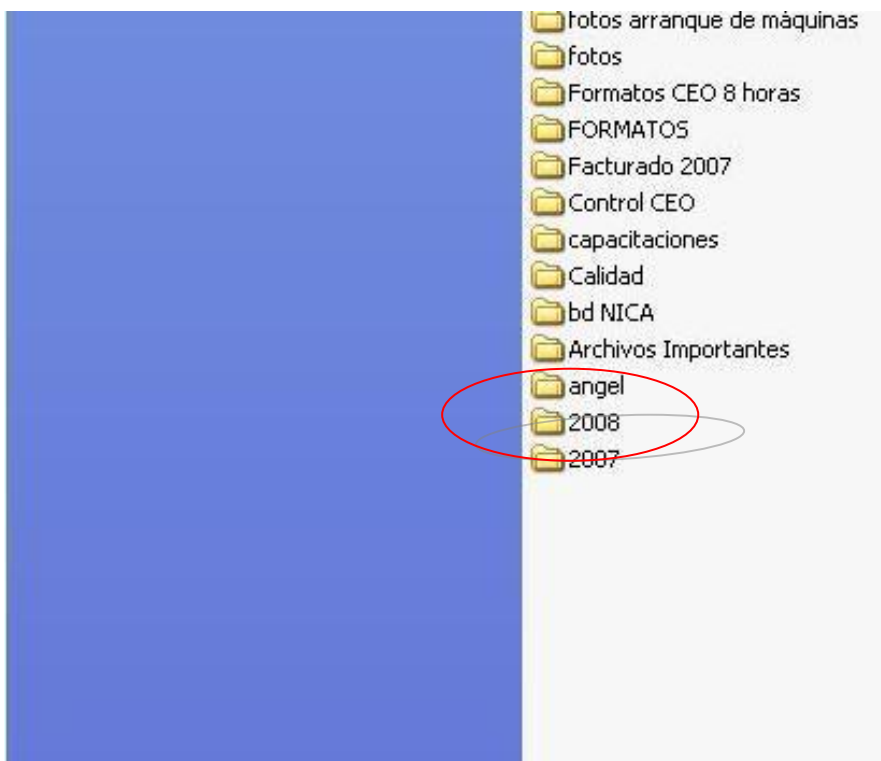 fotos arranque de máquinas
fotos
Formatos CEO 8 horas
FORMATOS
Facturado 2007
Control CEO
capacitaciones
Calidad
bd NICA
Archivos Importantes
angel
2008
2007